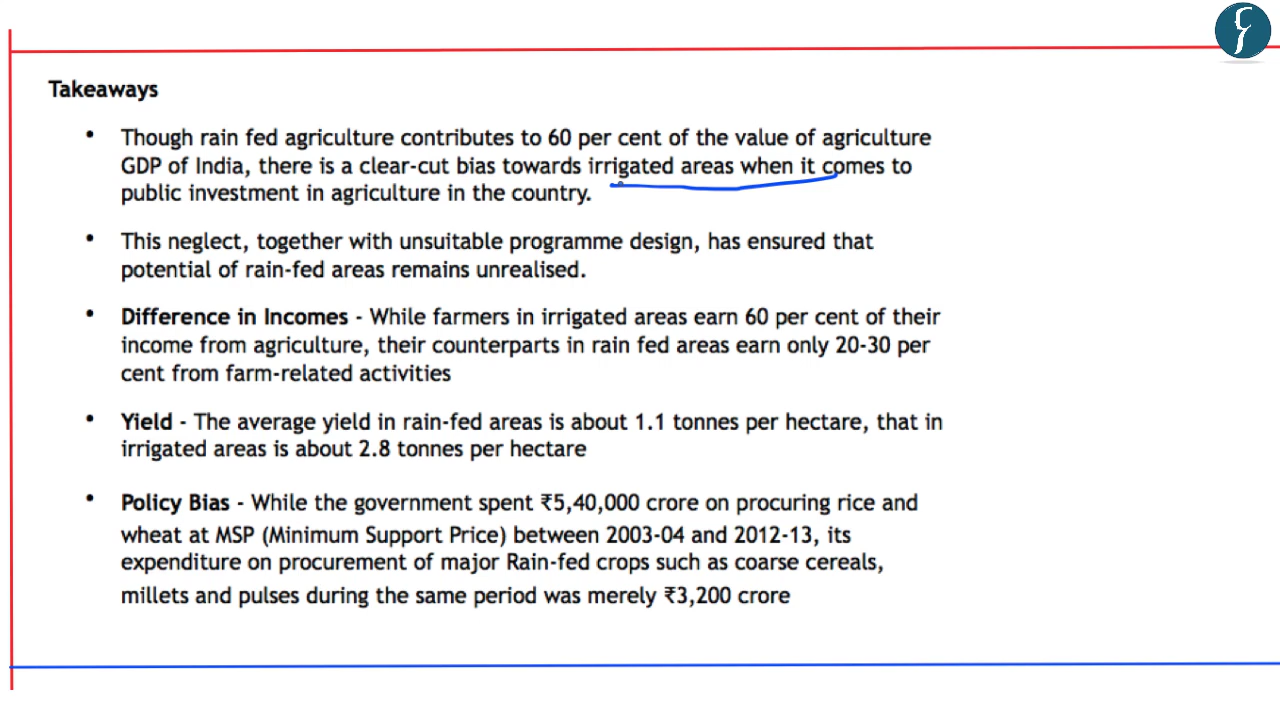 Takeaways
• Though rain fed agriculture contributes to 60 per cent of the value of agriculture
GDP of India, there is a clear-cut bias towards irrigated areas when it comes to
public investment in agriculture in the country.
• This neglect, together with unsuitable programme design, has ensured that
potential of rain-fed areas remains unrealised.
• Difference in Incomes - While farmers in irrigated areas earn 60 per cent of their
income from agriculture, their counterparts in rain fed areas earn only 20-30 per
cent from farm-related activities
• Yield - The average yield in rain-fed areas is about 1.1 tonnes per hectare, that in
irrigated areas is about 2.8 tonnes per hectare
• Policy Bias - While the government spent ₹5,40,000 crore on procuring rice and
wheat at MSP (Minimum Support Price) between 2003-04 and 2012-13, its
expenditure on procurement of major Rain-fed crops such as coarse cereals,
millets and pulses during the same period was merely ₹3,200 crore